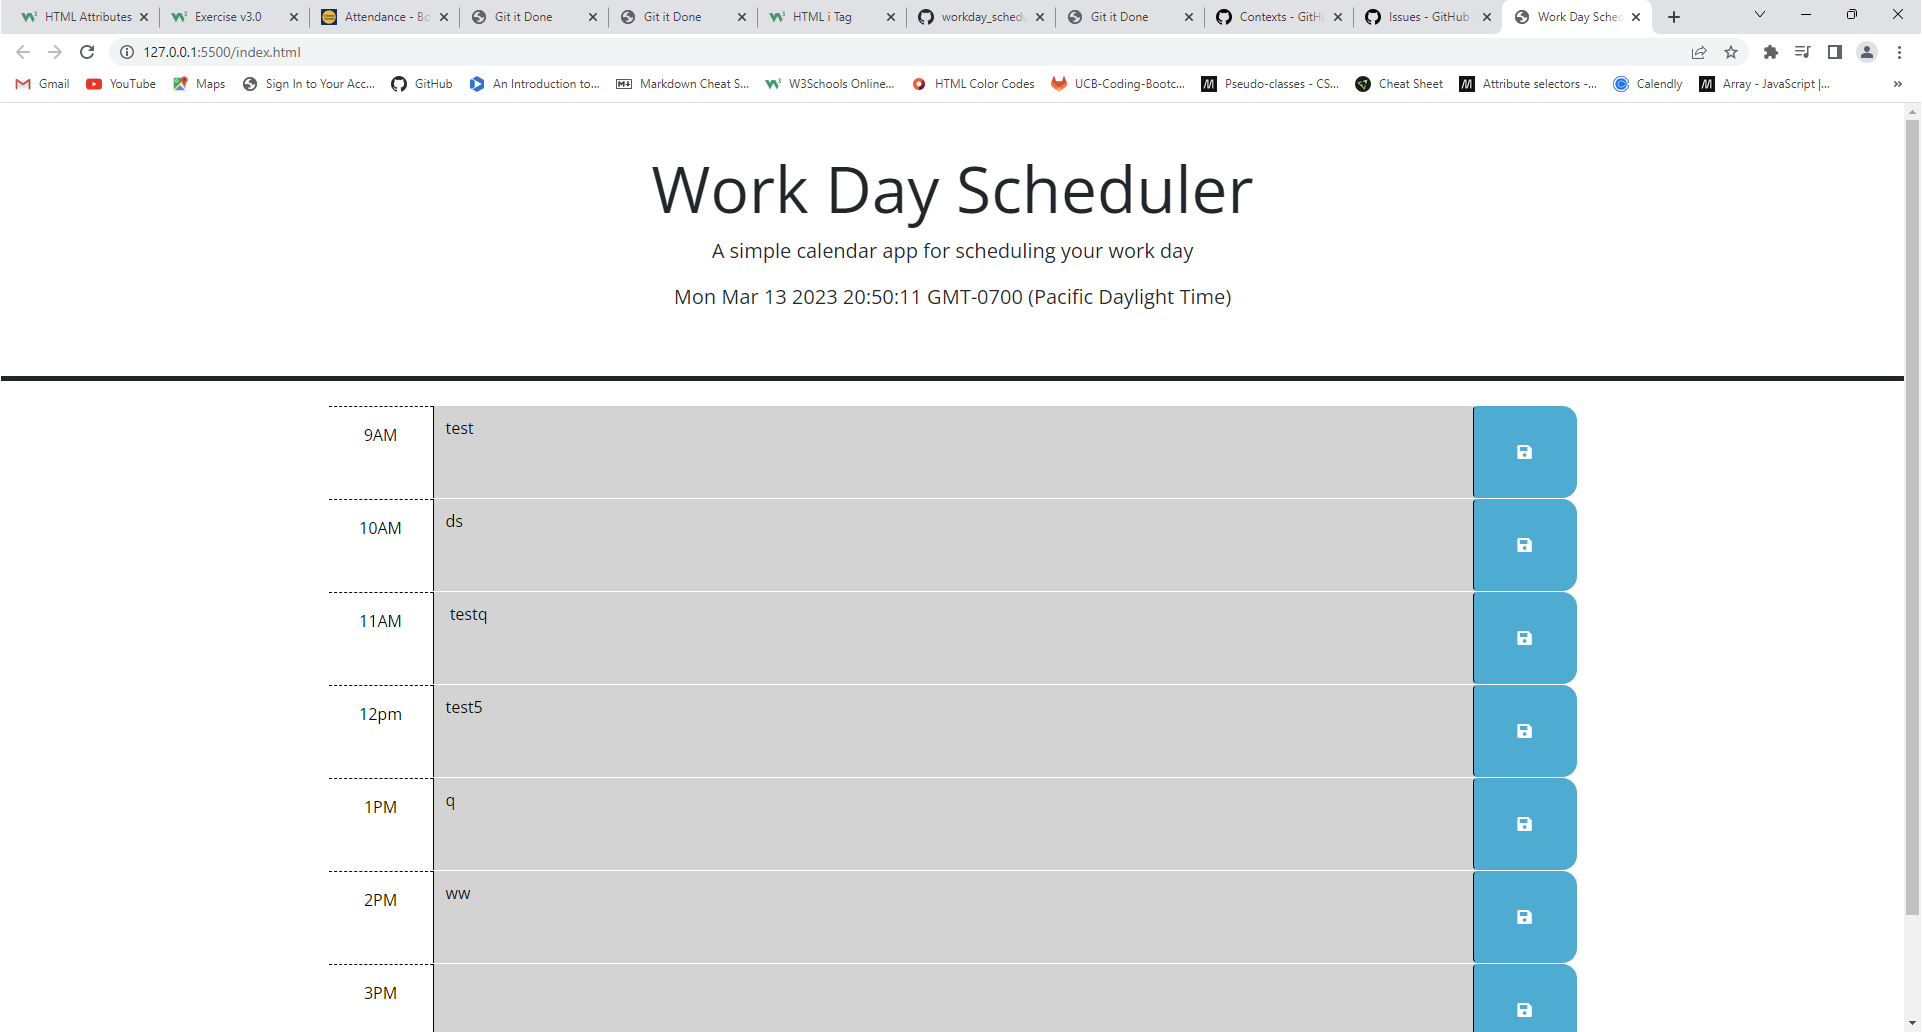 HTML Attributes
Exercise v3.0
Attendance - Bo
Git it Done
Git it Done
HTML i Tag
workday_schedu
Git it Done
Contexts - GitHu
Issues - GitHub
Work Day Sched
127.0.0.1:5500/index.html
Gmail
YouTube
Maps
Sign In to Your Acc...
GitHub
An Introduction to...
Markdown Cheat S...
W3Schools Online...
HTML Color Codes
UCB-Coding-Bootc...
Pseudo-classes - CS...
Cheat Sheet
Attribute selectors -...
Calendly
Array - JavaScript |...
Work Day Scheduler
A simple calendar app for scheduling your work day
Mon Mar 13 2023 20:50:11 GMT-0700 (Pacific Daylight Time)
9AM
test
10AM
ds
11AM
testq
12pm
test5
1PM
q
2PM
ww
3PM